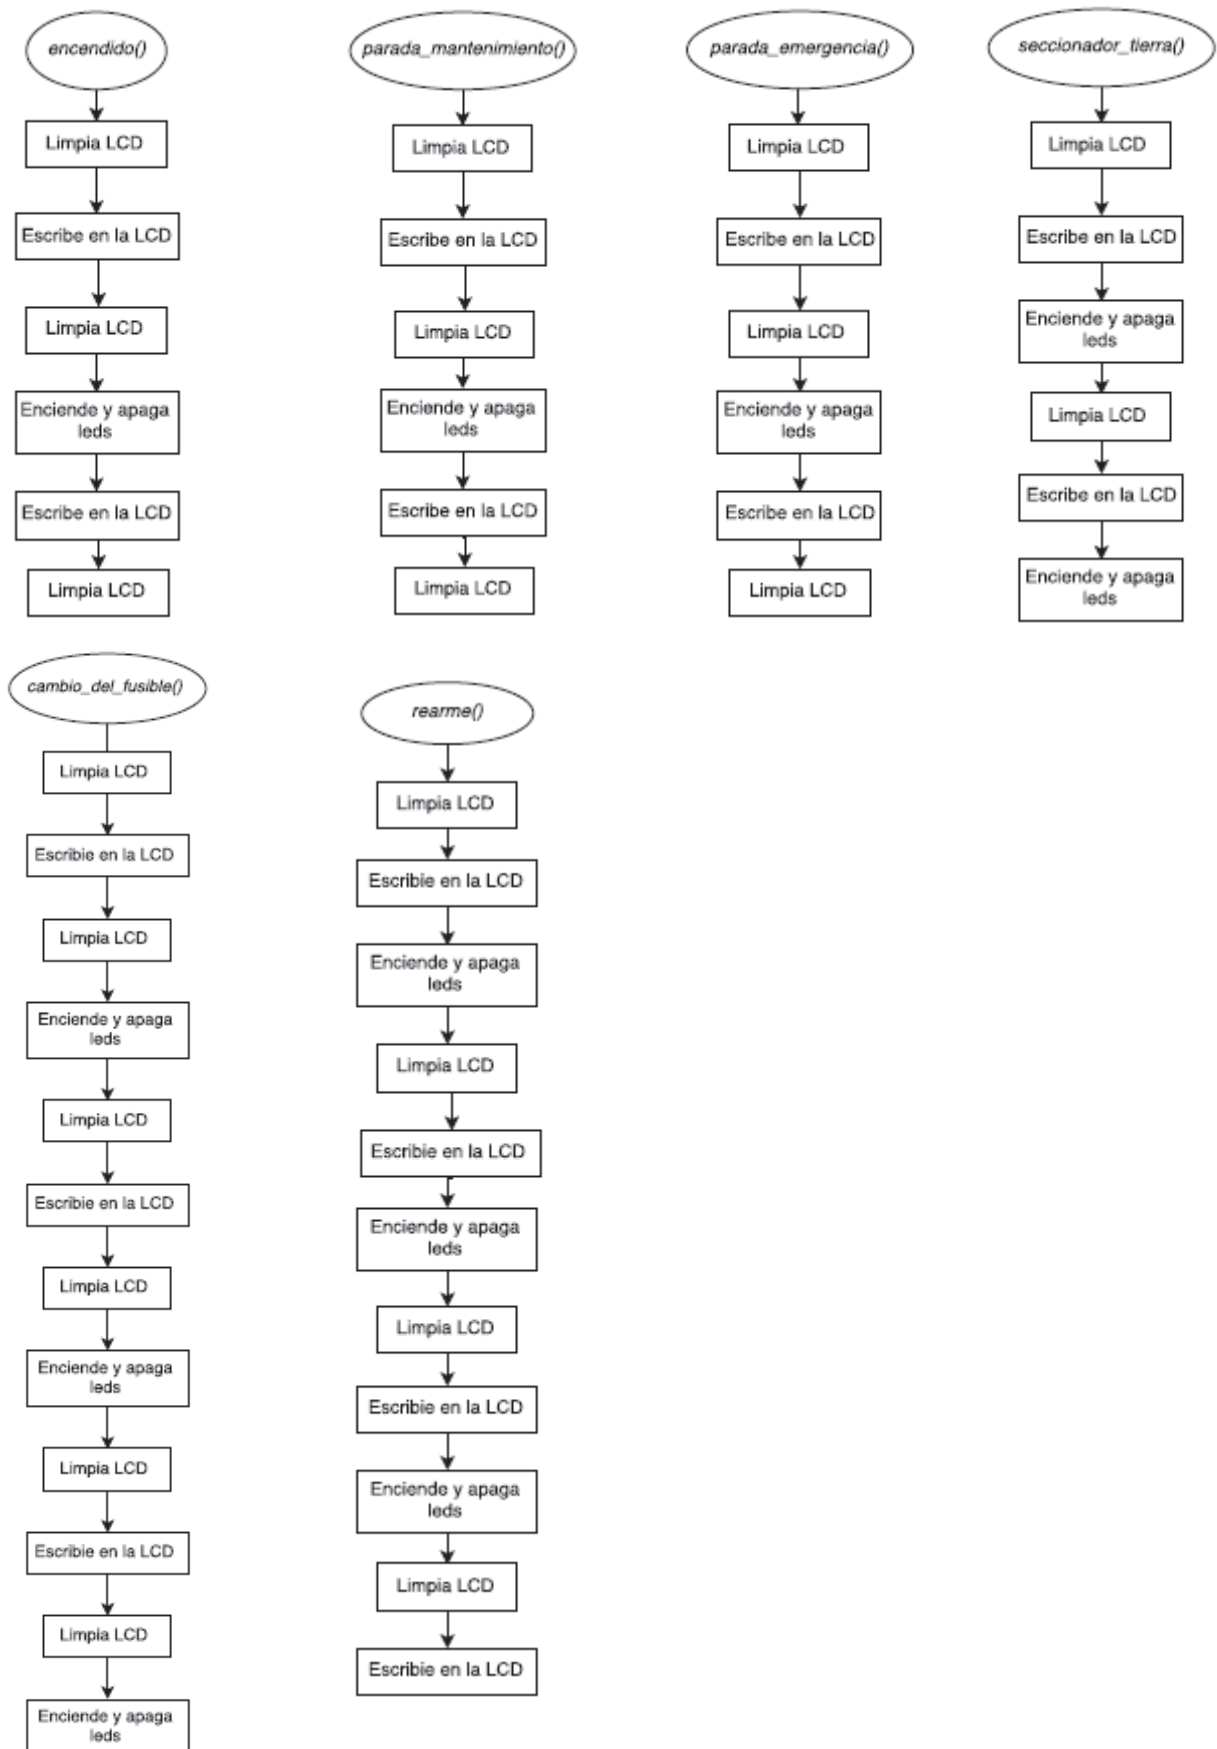 encendido()
Limpia LCD
Escribe en la LCD
Limpia LCD
Enciende y apaga
leds
Escribe en la LCD
Limpia LCD
parada_mantenimiento()
Limpia LCD
Escribe en la LCD
Limpia LCD
Enciende y apaga
leds
Escribe en la LCD
Limpia LCD
parada_emergencia()
Limpia LCD
Escribe en la LCD
Limpia LCD
Enciende y apaga
leds
Escribe en la LCD
Limpia LCD
seccionador_tierra()
Limpia LCD
Escribe en la LCD
Enciende y apaga
leds
Limpia LCD
Escribe en la LCD
Enciende y apaga
leds
cambio_del_fusible()
Limpia LCD
Escribie en la LCD
Limpia LCD
Enciende y apaga
leds
Limpia LCD
Escribie en la LCD
Limpia LCD
Enciende y apaga
leds
Limpia LCD
Escribie en la LCD
Limpia LCD
Enciende y apaga
leds
rearme()
Limpia LCD
Escribie en la LCD
Enciende y apaga
leds
Limpia LCD
Escribie en la LCD
Enciende y apaga
leds
Limpia LCD
Escribie en la LCD
Enciende y apaga
leds
Limpia LCD
Escribie en la LCD